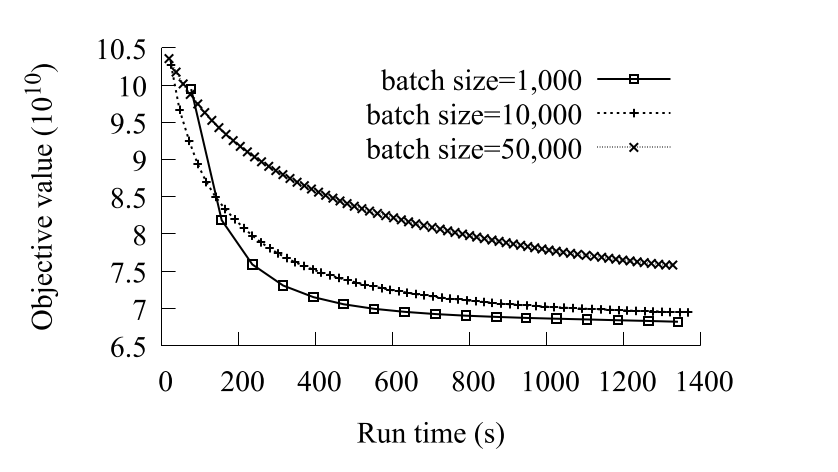 10.5
10
9.5
9
8.5
8
7.5
7
6.5
Objective value (10^10)
batch size=1,000
batch size=10,000
batch size=50,000
0 200 400 600 800 1000 1200 1400
Run time (s)